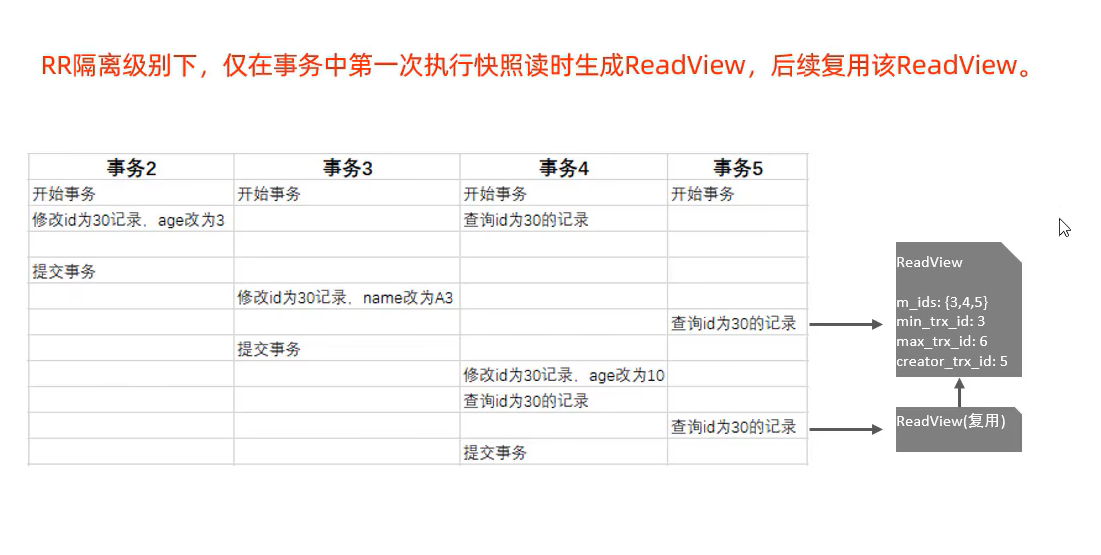 RR隔离级别下，仅在事务中第一次执行快照读时生成ReadView，后续复用该ReadView。
事务2 事务3 事务4 事务5
开始事务 开始事务 开始事务 开始事务
修改id为30记录，age改为3 查询id为30的记录
提交事务
修改id为30记录，name改为A3
查询id为30的记录
提交事务
修改id为30记录，age改为10
查询id为30的记录
查询id为30的记录
提交事务
ReadView
m_ids: {3,4,5}
min_trx_id: 3
max_trx_id: 6
creator_trx_id: 5
ReadView(复用)